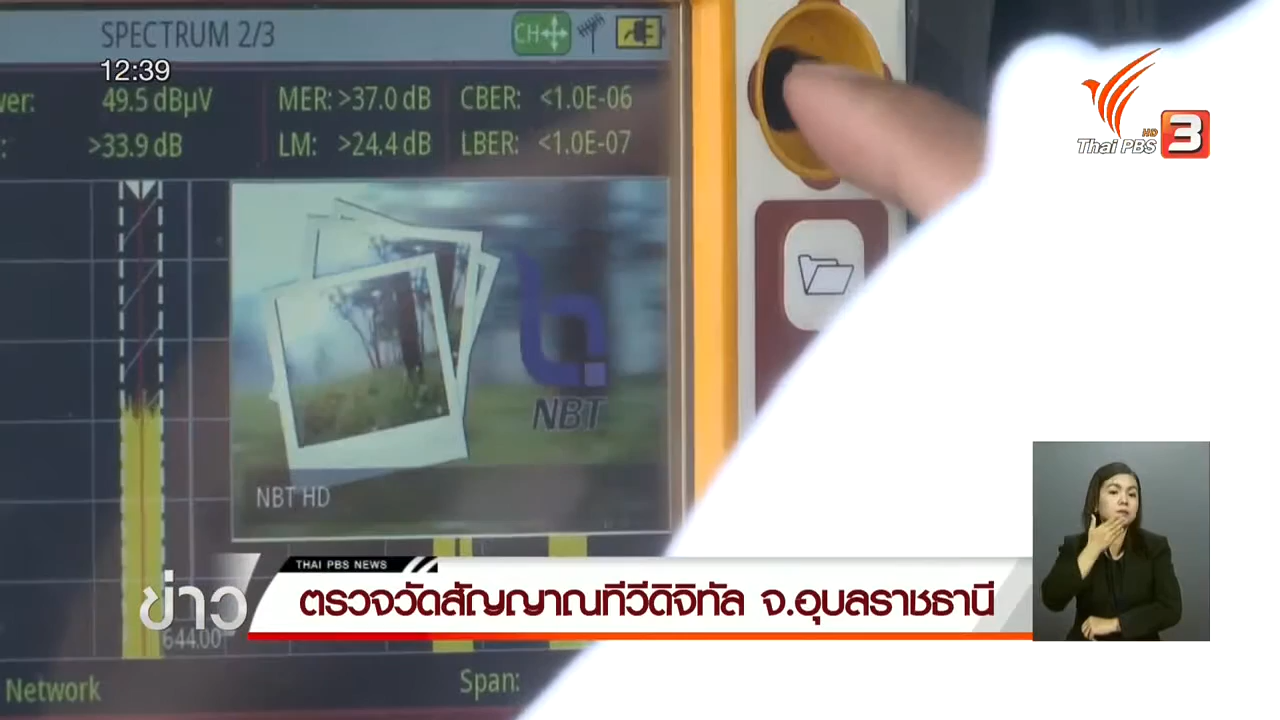 SPECTRUM 2/3
CH
12:39
wer: 49.5 dBµV MER: >37.0 dB CBER: <1.0E-06
: >33.9 dB LM: >24.4 dB LBER: <1.0E-07
HD
Thai PBS 3
NBT
NBT HD
THAI PBS NEWS
ข่าว
ตรวจวัดสัญญาณทีวีดิจิทัล จ.อุบลราชธานี
644.00
Network Span: